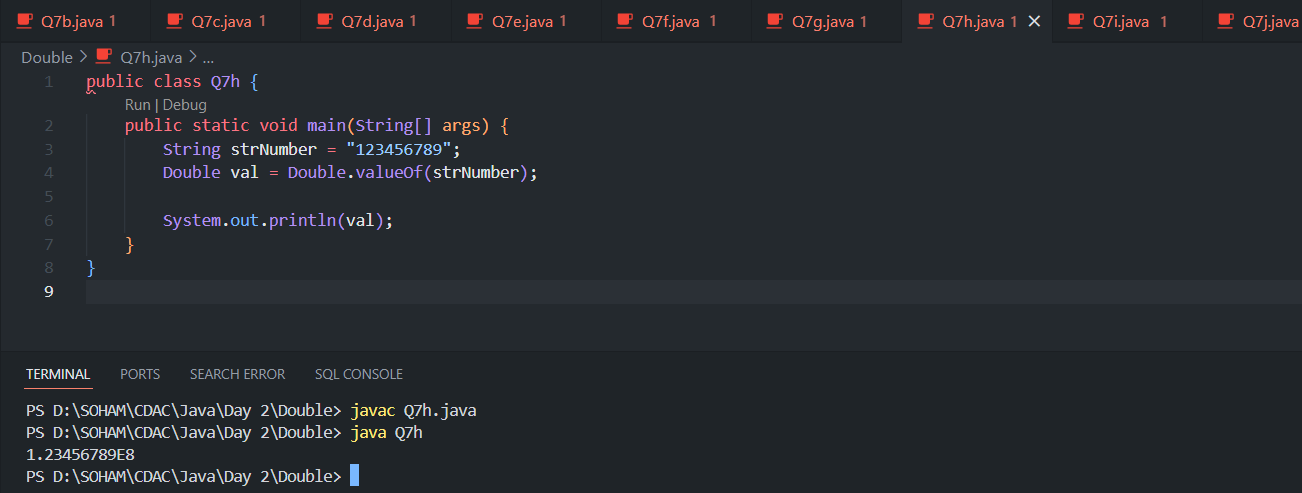 Q7b.java 1 Q7c.java 1 Q7d.java 1 Q7e.java 1 Q7f.java 1 Q7g.java 1 Q7h.java 1 Q7i.java 1 Q7j.java
Double > Q7h.java > ...
1 public class Q7h {
Run | Debug
2 public static void main(String[] args) {
3 String strNumber = "123456789";
4 Double val = Double.valueOf(strNumber);
5
6 System.out.println(val);
7 }
8 }
9
TERMINAL PORTS SEARCH ERROR SQL CONSOLE
PS D:\SOHAM\CDAC\Java\Day 2\Double> javac Q7h.java
PS D:\SOHAM\CDAC\Java\Day 2\Double> java Q7h
1.23456789E8
PS D:\SOHAM\CDAC\Java\Day 2\Double>